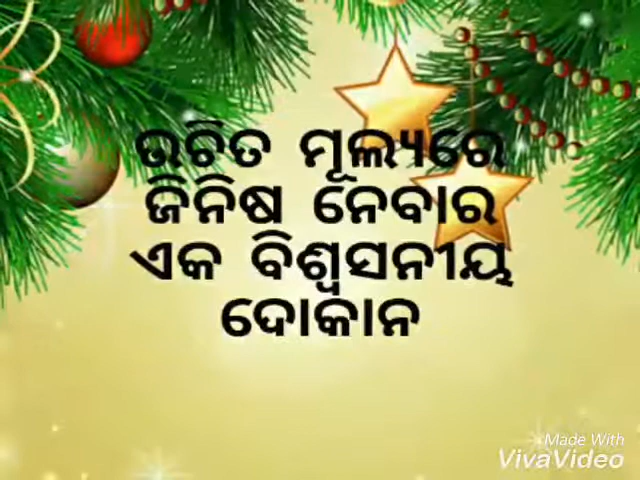 ଉଚିତ ମୂଲ୍ୟରେ
ଜିନିଷ ନେବାର
ଏକ ବିଶ୍ୱସନୀୟ
ଦୋକାନ
Made With
VivaVideo